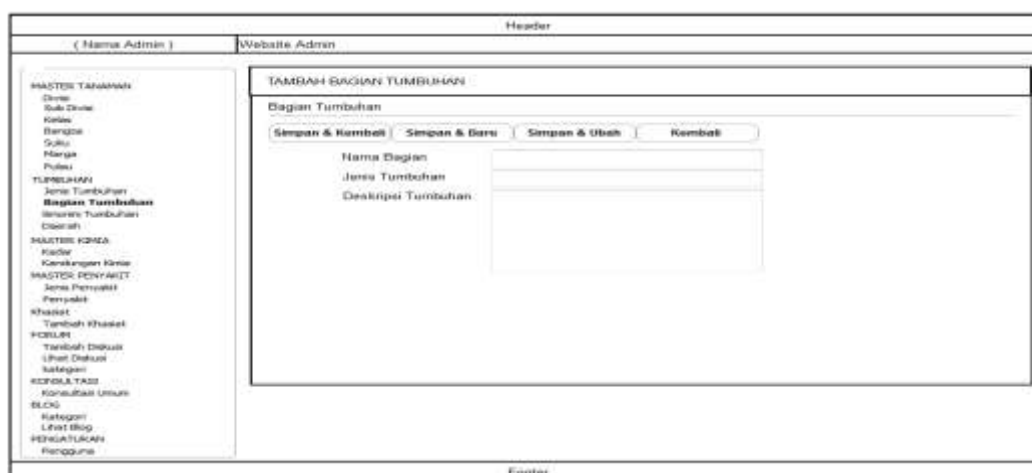 Header
( Nama Admin )
Website Admin
MASTER TANAMAN
Divisi
Sub Divisi
Kelas
Bangsa
Suku
Marga
Pulau
TUMBUHAN
Jenis Tumbuhan
Bagian Tumbuhan
Sinonim Tumbuhan
Daerah
MASTER KIMIA
Kadar
Kandungan Kimia
MASTER PENYAKIT
Jenis Penyakit
Penyakit
Khasiat
Tambah Khasiat
FORUM
Tambah Diskusi
Lihat Diskusi
Kategori
KONSULTASI
Konsultasi Umum
BLOG
Kategori
Lihat Blog
PENGATURAN
Pengguna
TAMBAH BAGIAN TUMBUHAN
Bagian Tumbuhan
Simpan & Kembali Simpan & Baru Simpan & Ubah Kembali
Nama Bagian
Jenis Tumbuhan
Deskripsi Tumbuhan
Footer